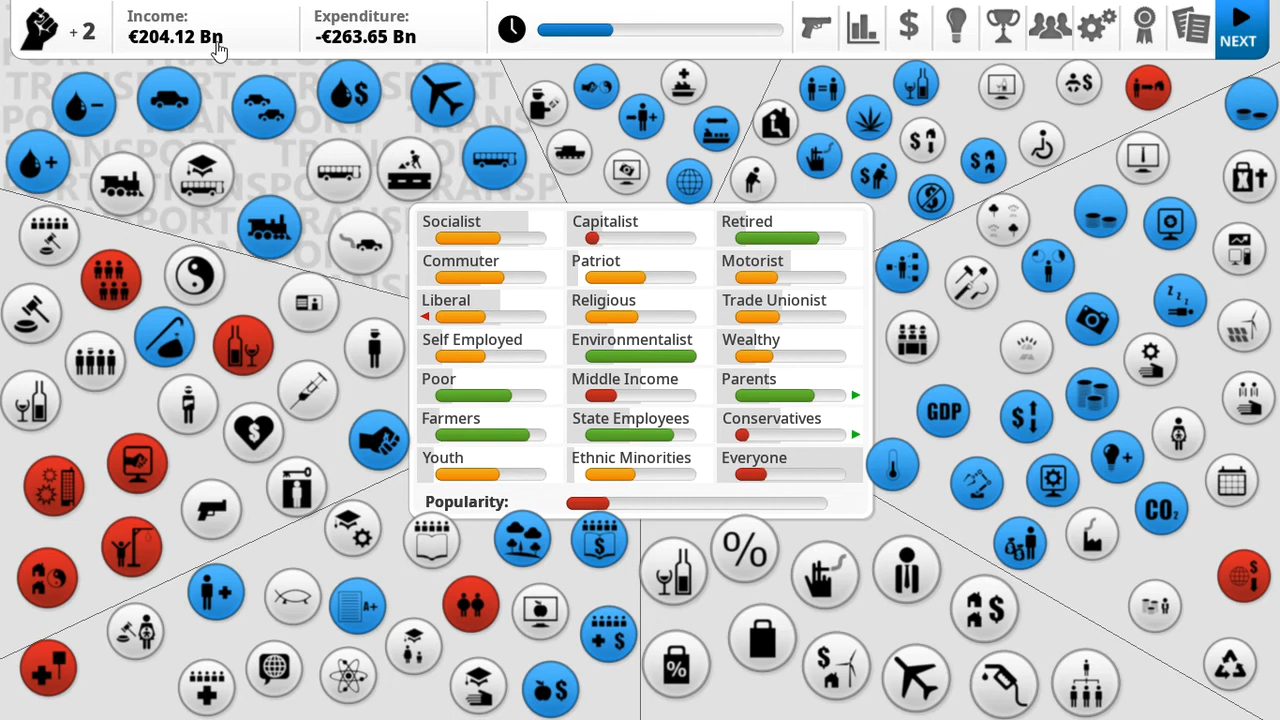 Income:
€204.12 Bn
Expenditure:
-€263.65 Bn
+ 2
NEXT
TRANSPORT
Socialist
Capitalist
Retired
Commuter
Patriot
Motorist
Liberal
Religious
Trade Unionist
Self Employed
Environmentalist
Wealthy
Poor
Middle Income
Parents
Farmers
State Employees
Conservatives
Youth
Ethnic Minorities
Everyone
Popularity:
GDP
CO₂
A+